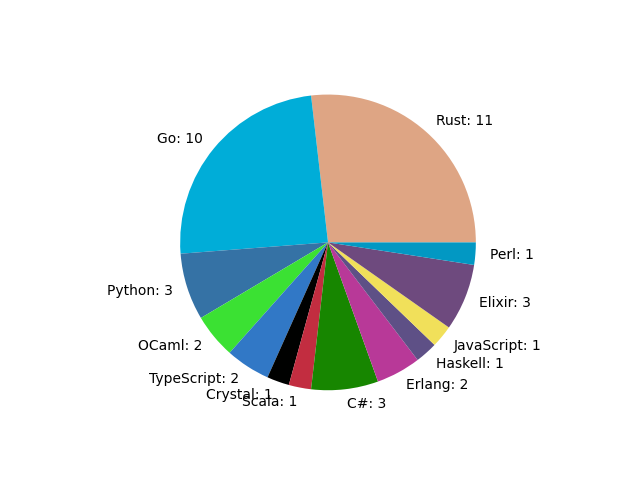 Rust: 11
Go: 10
Python: 3
OCaml: 2
TypeScript: 2
Crystal: 1
Scala: 1
C#: 3
Erlang: 2
Haskell: 1
JavaScript: 1
Elixir: 3
Perl: 1